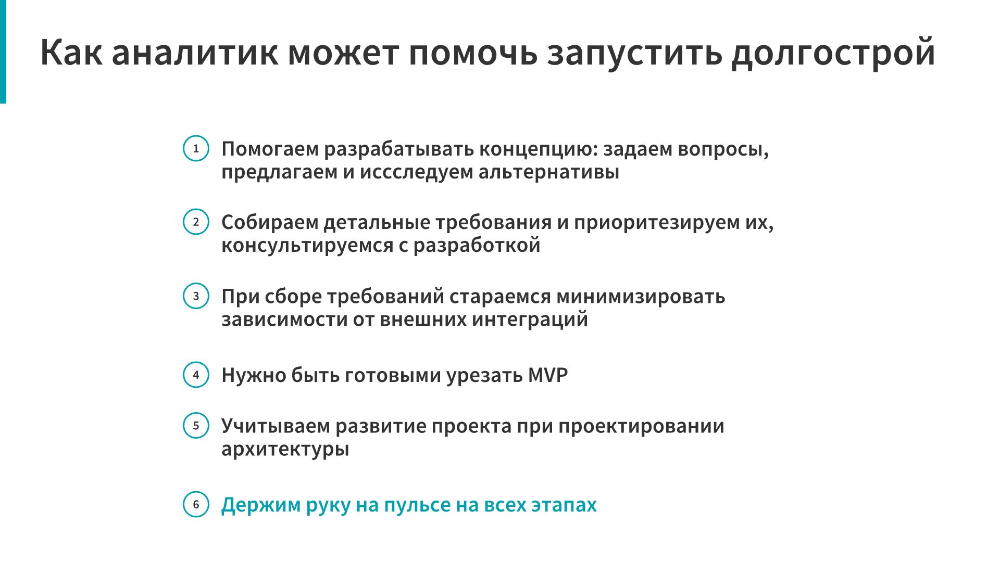 Как аналитик может помочь запустить долгострой
1 Помогаем разрабатывать концепцию: задаем вопросы,
предлагаем и иссследуем альтернативы
2 Собираем детальные требования и приоритезируем их,
консультируемся с разработкой
3 При сборе требований стараемся минимизировать
зависимости от внешних интеграций
4 Нужно быть готовыми урезать MVP
5 Учитываем развитие проекта при проектировании
архитектуры
6 Держим руку на пульсе на всех этапах